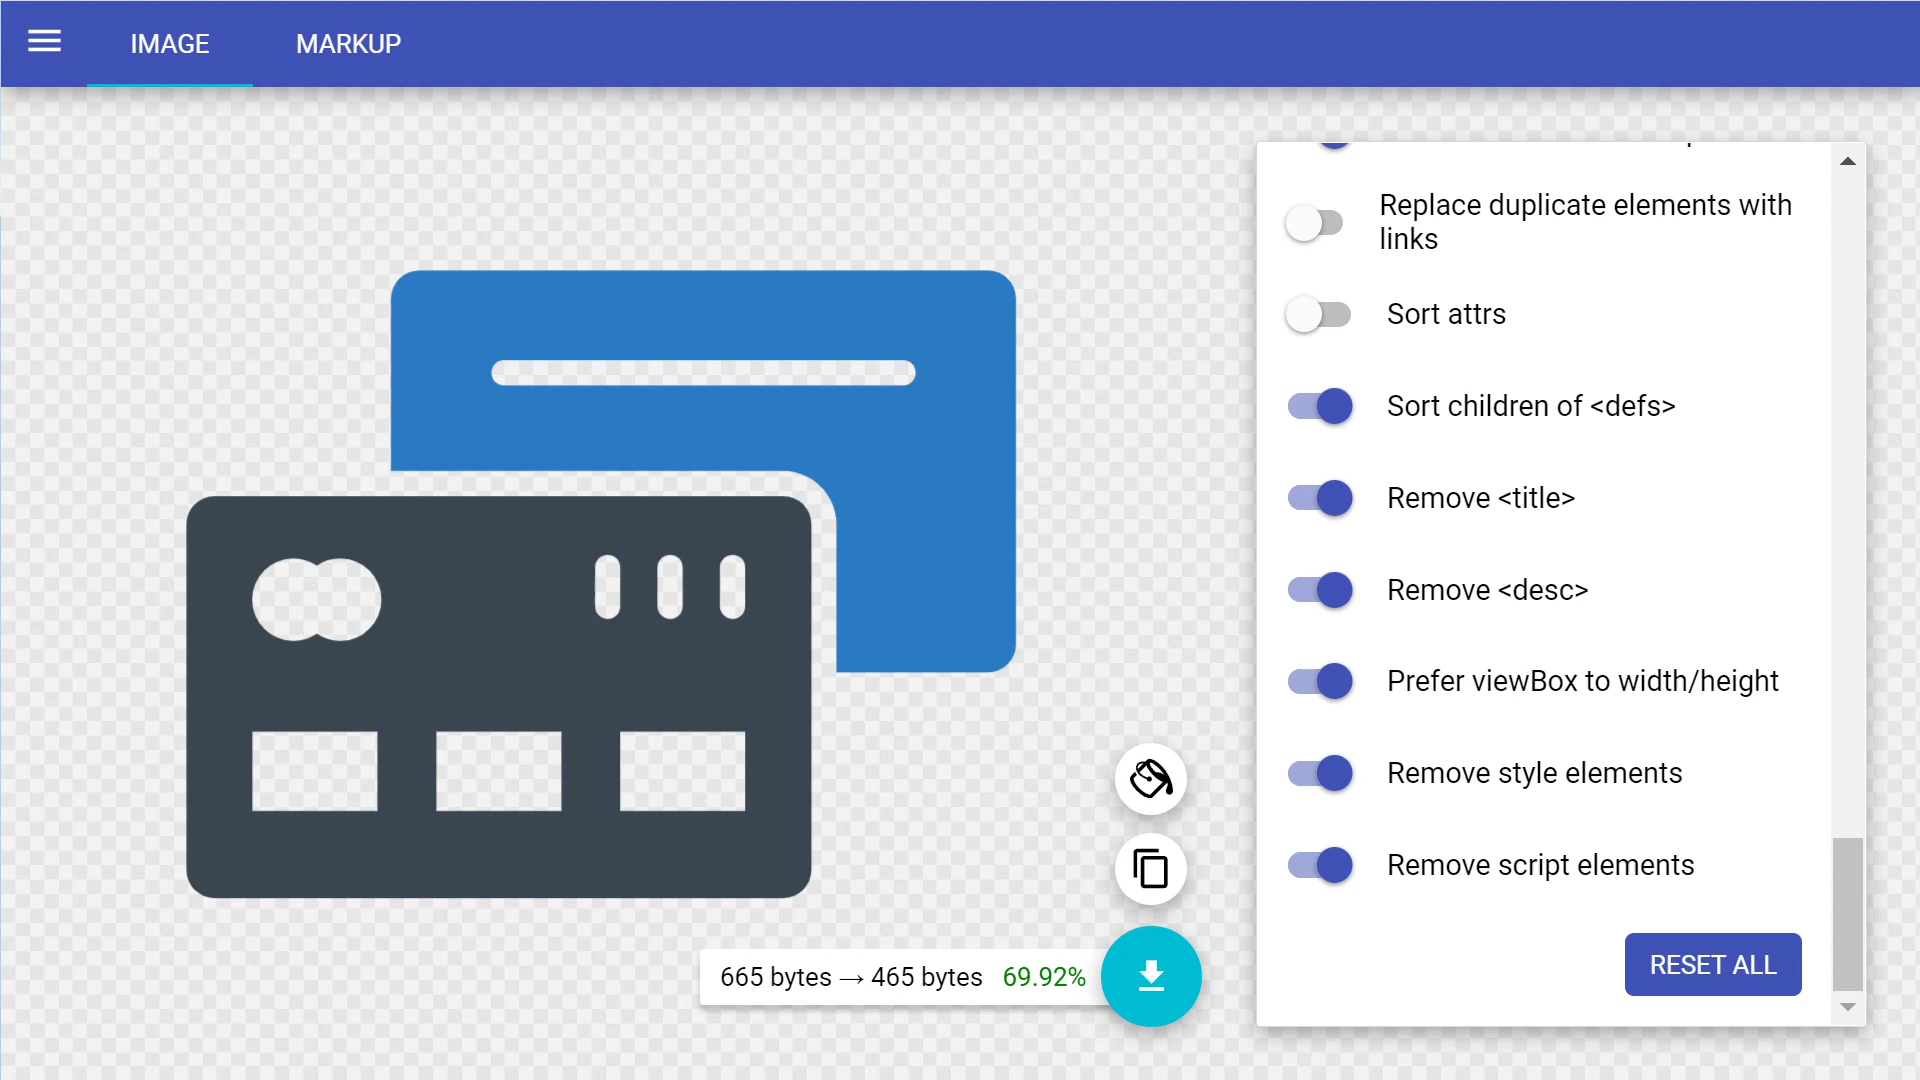 IMAGE
MARKUP
Replace duplicate elements with
links
Sort attrs
Sort children of <defs>
Remove <title>
Remove <desc>
Prefer viewBox to width/height
Remove style elements
Remove script elements
RESET ALL
665 bytes → 465 bytes 69.92%